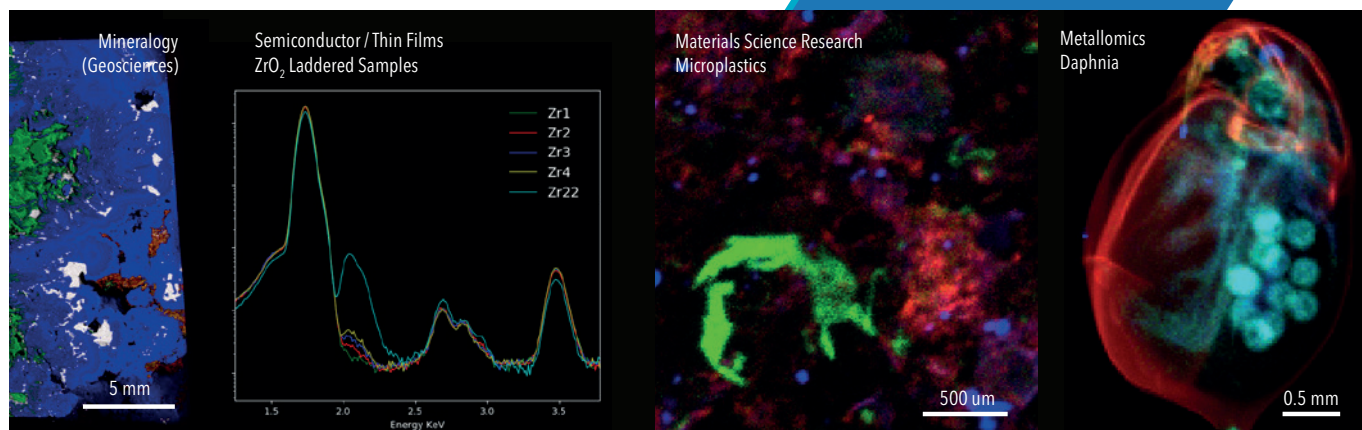 Mineralogy
(Geosciences)
5 mm
Semiconductor / Thin Films
ZrO₂ Laddered Samples
Zr1
Zr2
Zr3
Zr4
Zr22
1.5 2.0 2.5 3.0 3.5
Energy KeV
Materials Science Research
Microplastics
500 um
Metallomics
Daphnia
0.5 mm